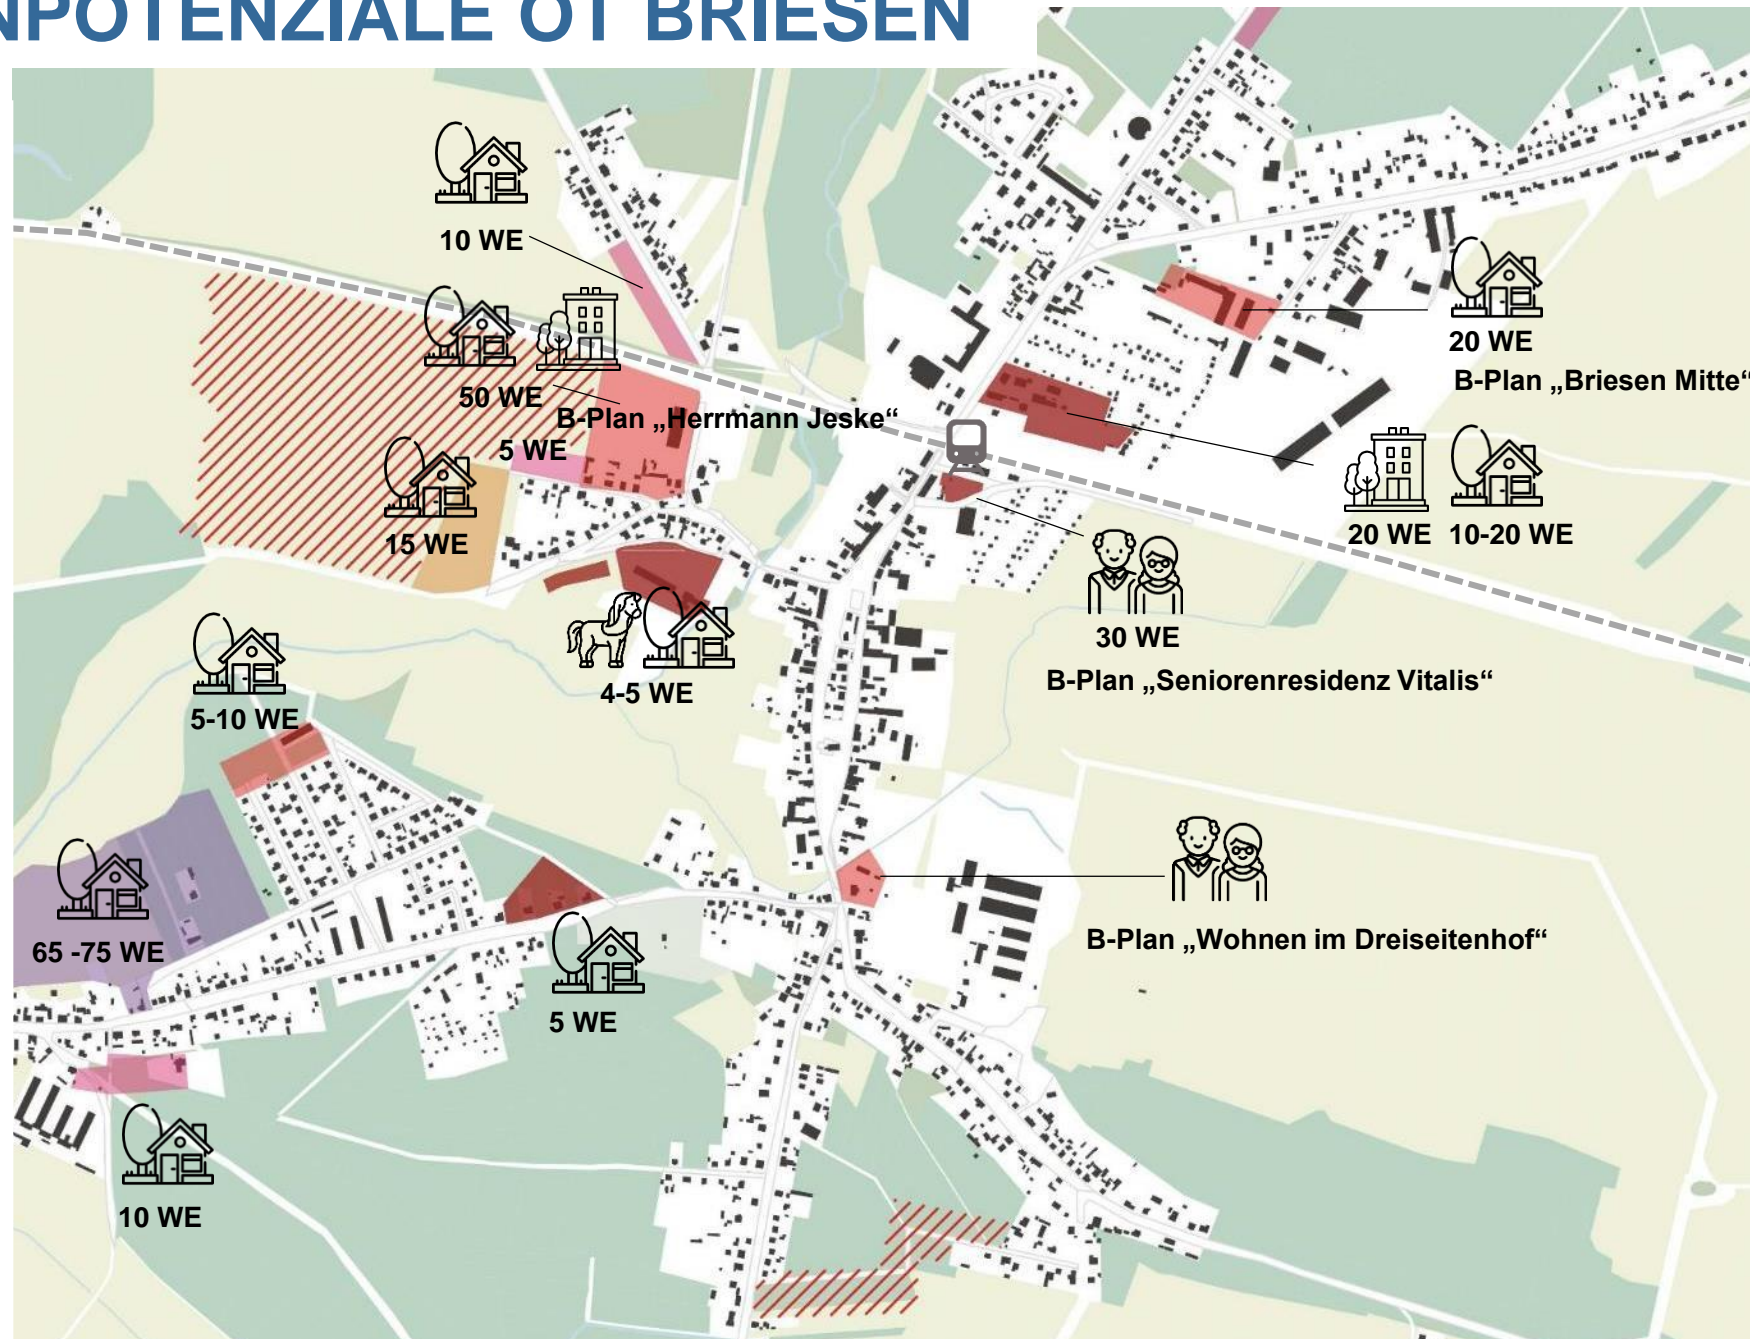 NPOTENZIALE OT BRIESEN
10 WE
50 WE
B-Plan „Herrmann Jeske“
5 WE
15 WE
20 WE
B-Plan „Briesen Mitte“
20 WE
10-20 WE
30 WE
B-Plan „Seniorenresidenz Vitalis“
4-5 WE
5-10 WE
65 -75 WE
5 WE
B-Plan „Wohnen im Dreiseitenhof“
10 WE